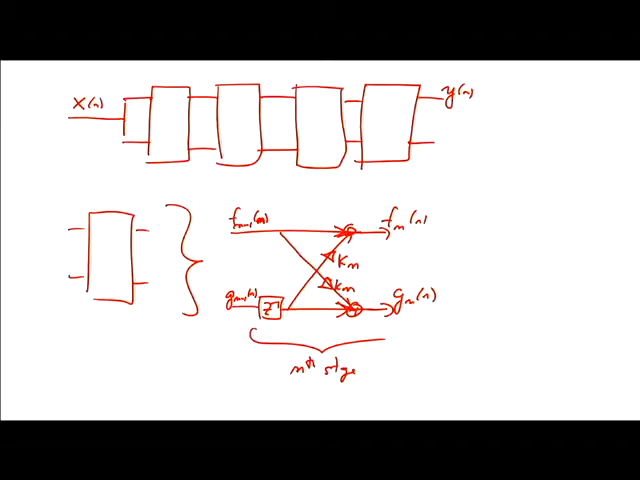 x(n)
y(n)
fm-1(n)
fm(n)
Km
Km
gm-1(n)
z-1
gm(n)
mth stage